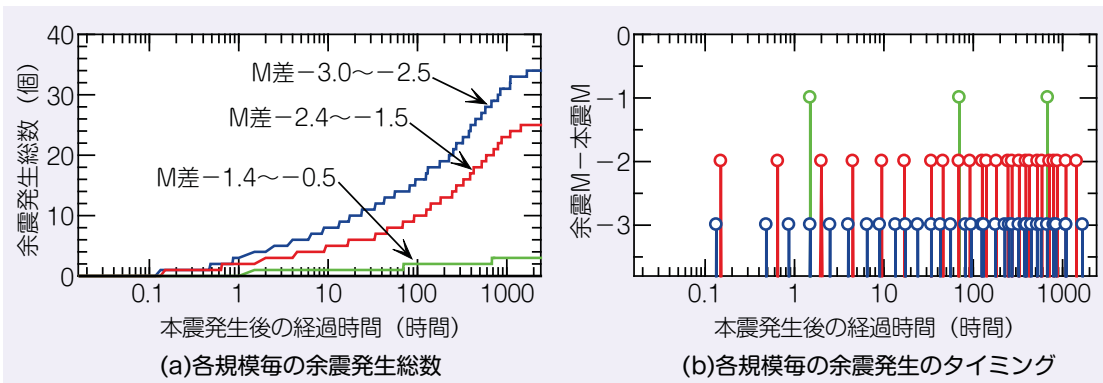 40
30
20
10
0
余震発生総数（個）
M差－3.0～－2.5
M差－2.4～－1.5
M差－1.4～－0.5
0.1 1 10 100 1000
本震発生後の経過時間（時間）
(a)各規模毎の余震発生総数
0
－1
－2
－3
余震M－本震M
0.1 1 10 100 1000
本震発生後の経過時間（時間）
(b)各規模毎の余震発生のタイミング